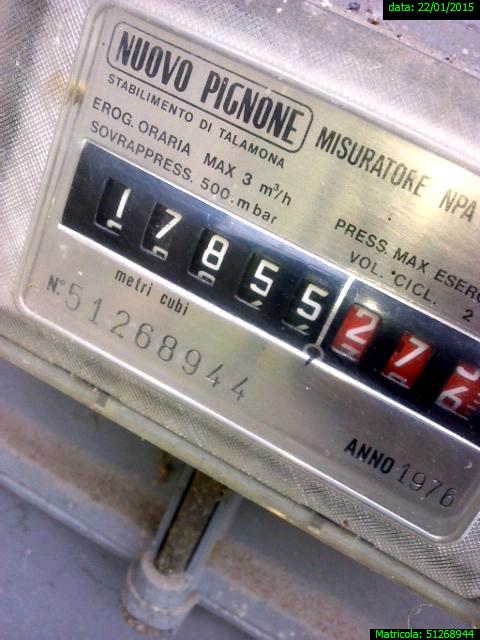 data: 22/01/2015
NUOVO PIGNONE
STABILIMENTO DI TALAMONA
MISURATORE NPA
EROG. ORARIA MAX 3 m³/h
SOVRAPPRESS. 500 mbar
PRESS. MAX ESERC
VOL. CICL. 2
17855 27
metri cubi
N° 51268944
ANNO 1976
Matricola: 51268944